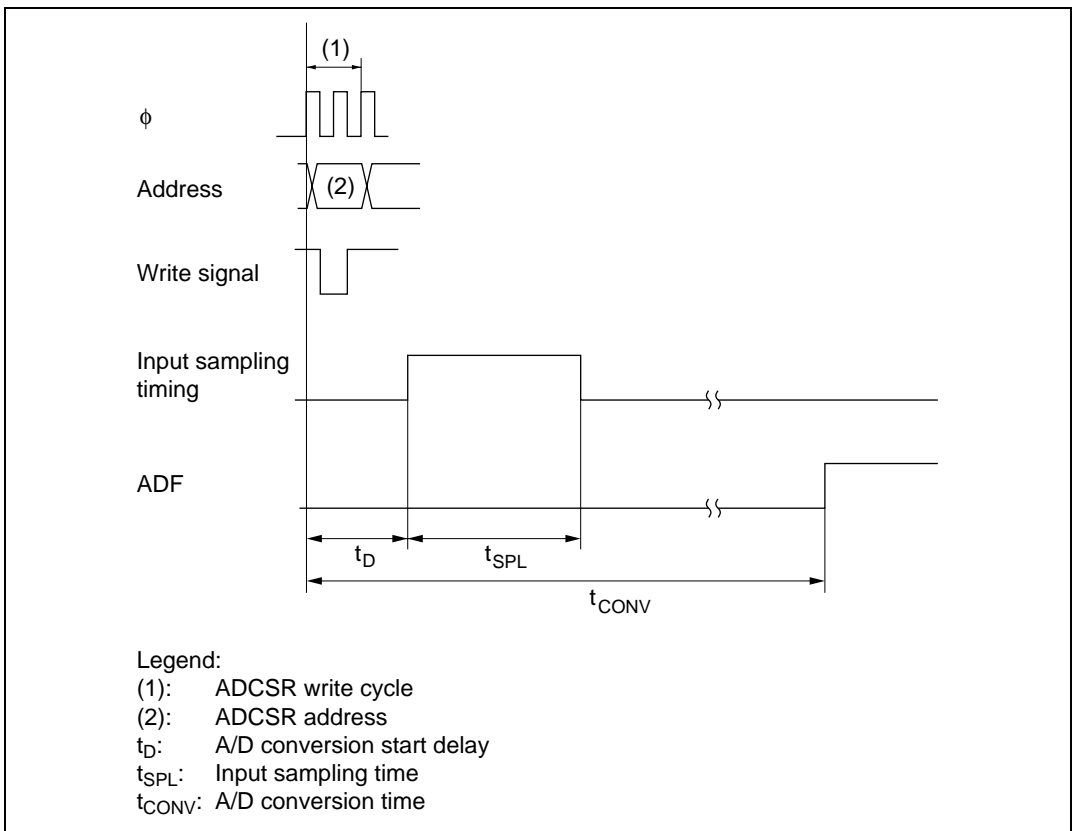 (1)
ϕ
Address
(2)
Write signal
Input sampling
timing
ADF
tD
tSPL
tCONV
Legend:
(1): ADCSR write cycle
(2): ADCSR address
tD: A/D conversion start delay
tSPL: Input sampling time
tCONV: A/D conversion time